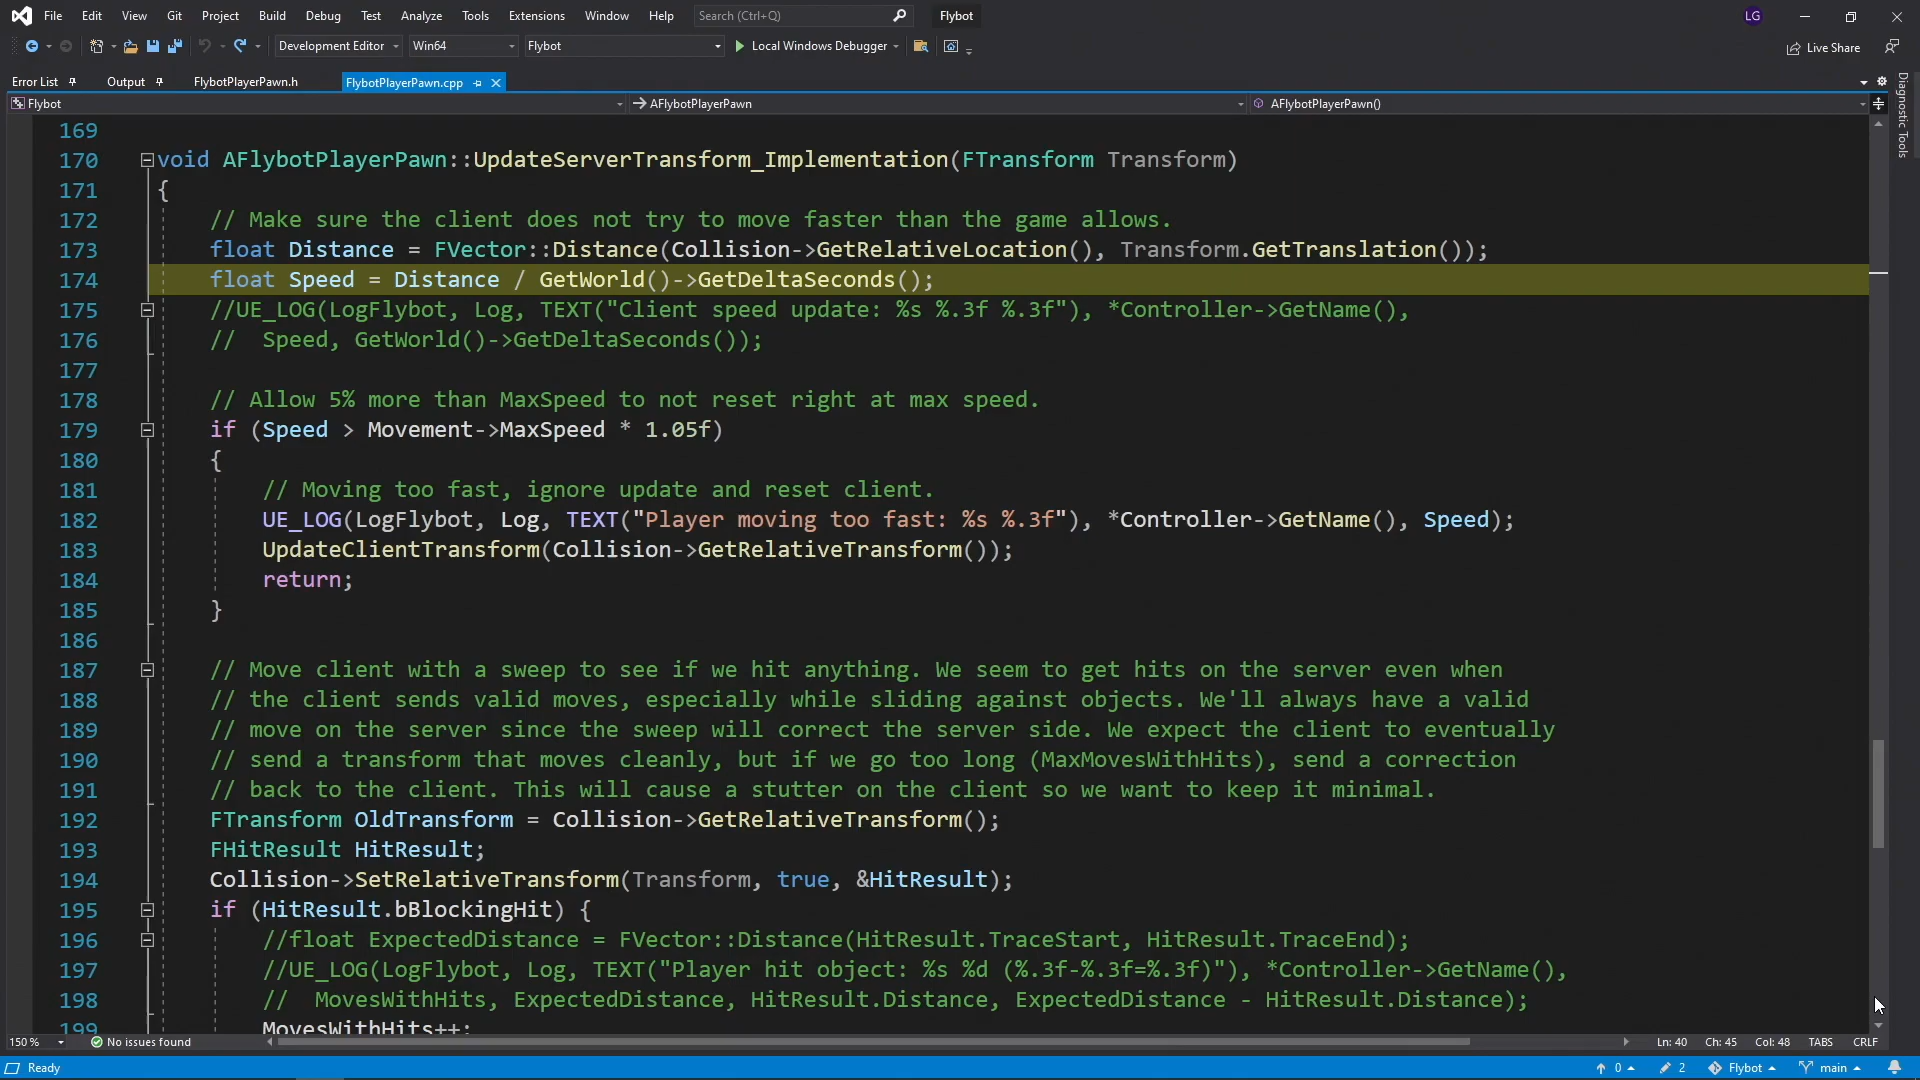 File Edit View Git Project Build Debug Test Analyze Tools Extensions Window Help Search (Ctrl+Q) Flybot LG
Development Editor Win64 Flybot Local Windows Debugger Live Share
Error List Output FlybotPlayerPawn.h FlybotPlayerPawn.cpp
Flybot AFlybotPlayerPawn AFlybotPlayerPawn()
Diagnostic Tools
169
170 void AFlybotPlayerPawn::UpdateServerTransform_Implementation(FTransform Transform)
171 {
172 // Make sure the client does not try to move faster than the game allows.
173 float Distance = FVector::Distance(Collision->GetRelativeLocation(), Transform.GetTranslation());
174 float Speed = Distance / GetWorld()->GetDeltaSeconds();
175 //UE_LOG(LogFlybot, Log, TEXT("Client speed update: %s %.3f %.3f"), *Controller->GetName(),
176 //  Speed, GetWorld()->GetDeltaSeconds());
177
178 // Allow 5% more than MaxSpeed to not reset right at max speed.
179 if (Speed > Movement->MaxSpeed * 1.05f)
180 {
181 // Moving too fast, ignore update and reset client.
182 UE_LOG(LogFlybot, Log, TEXT("Player moving too fast: %s %.3f"), *Controller->GetName(), Speed);
183 UpdateClientTransform(Collision->GetRelativeTransform());
184 return;
185 }
186
187 // Move client with a sweep to see if we hit anything. We seem to get hits on the server even when
188 // the client sends valid moves, especially while sliding against objects. We'll always have a valid
189 // move on the server since the sweep will correct the server side. We expect the client to eventually
190 // send a transform that moves cleanly, but if we go too long (MaxMovesWithHits), send a correction
191 // back to the client. This will cause a stutter on the client so we want to keep it minimal.
192 FTransform OldTransform = Collision->GetRelativeTransform();
193 FHitResult HitResult;
194 Collision->SetRelativeTransform(Transform, true, &HitResult);
195 if (HitResult.bBlockingHit) {
196 //float ExpectedDistance = FVector::Distance(HitResult.TraceStart, HitResult.TraceEnd);
197 //UE_LOG(LogFlybot, Log, TEXT("Player hit object: %s %d (%.3f-%.3f=%.3f)"), *Controller->GetName(),
198 //  MovesWithHits, ExpectedDistance, HitResult.Distance, ExpectedDistance - HitResult.Distance);
199 MovesWithHits++;
150 % No issues found Ln: 40 Ch: 45 Col: 48 TABS CRLF
Ready 0 2 Flybot main